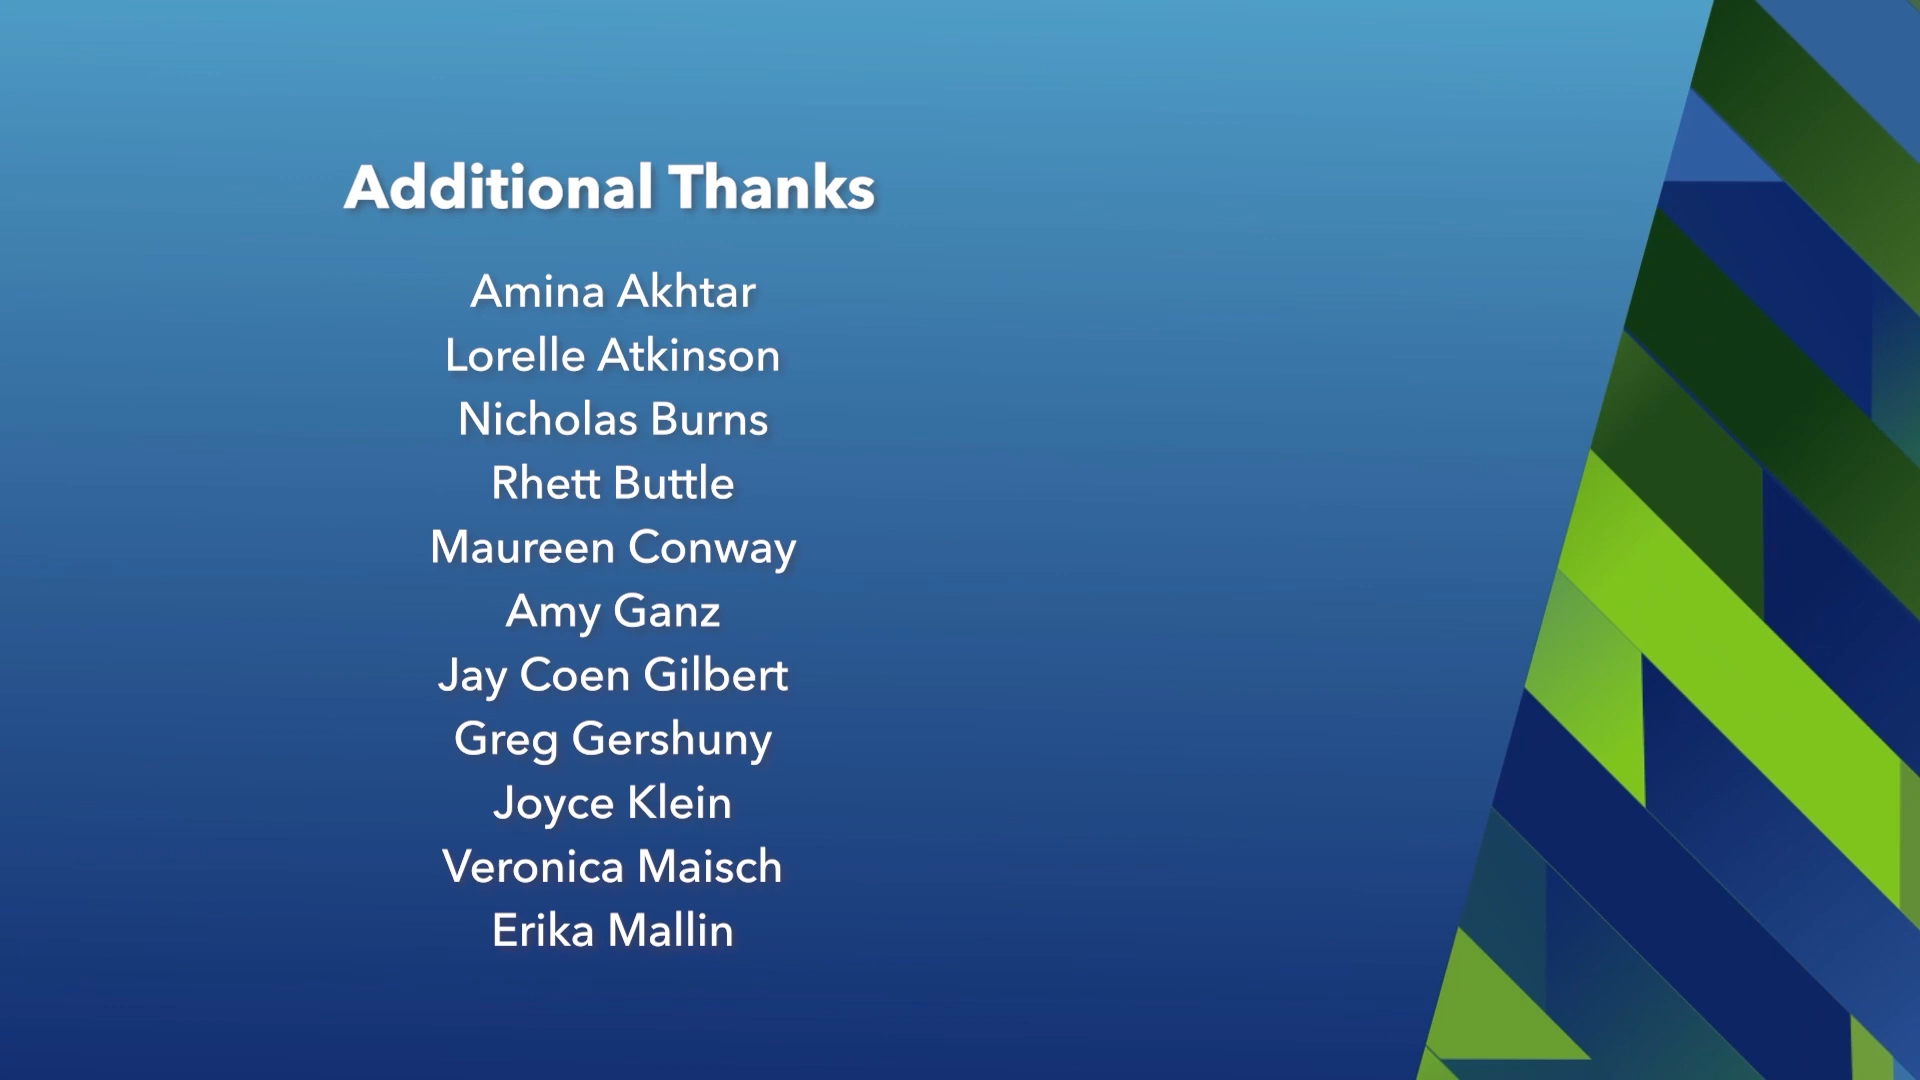 Additional Thanks
Amina Akhtar
Lorelle Atkinson
Nicholas Burns
Rhett Buttle
Maureen Conway
Amy Ganz
Jay Coen Gilbert
Greg Gershuny
Joyce Klein
Veronica Maisch
Erika Mallin